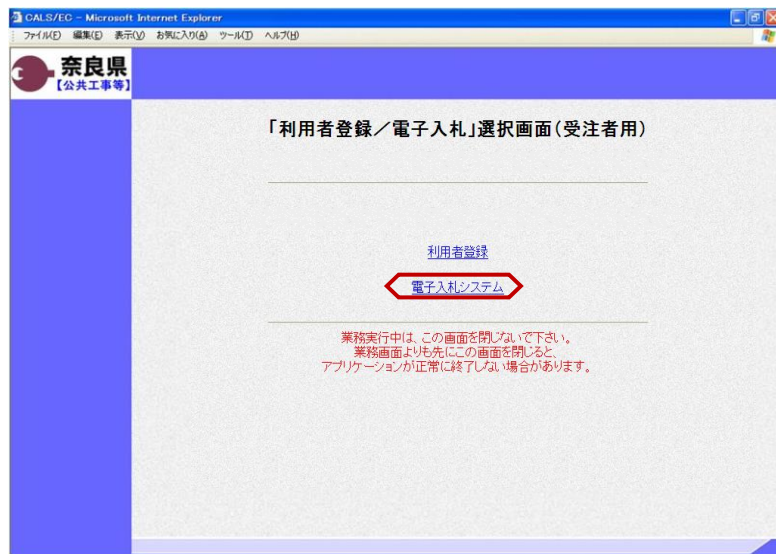 CALS/EC - Microsoft Internet Explorer
ファイル(F) 編集(E) 表示(V) お気に入り(A) ツール(T) ヘルプ(H)
奈良県
【公共工事等】
「利用者登録／電子入札」選択画面(受注者用)
利用者登録
電子入札システム
業務実行中は、この画面を閉じないで下さい。
業務画面よりも先にこの画面を閉じると、
アプリケーションが正常に終了しない場合があります。